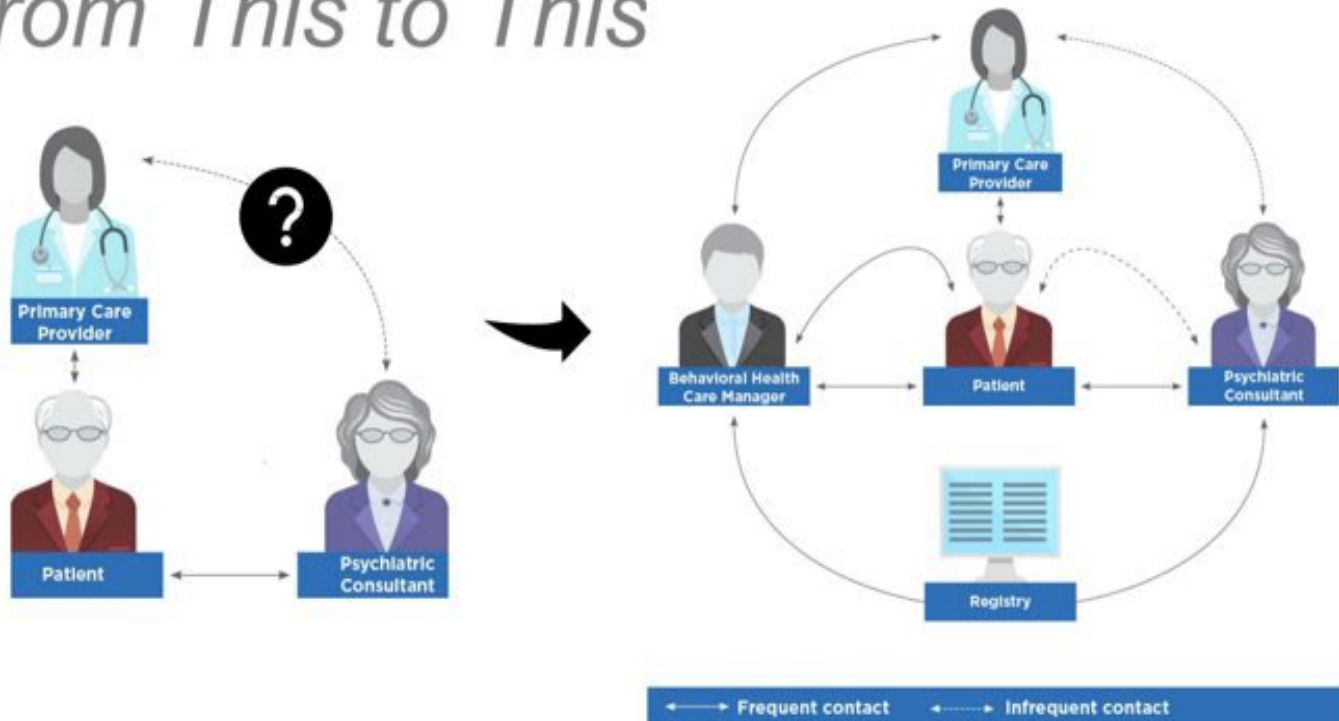 rom This to This
?
Primary Care
Provider
Patient
Psychiatric
Consultant
Primary Care
Provider
Behavioral Health
Care Manager
Patient
Psychiatric
Consultant
Registry
Frequent contact Infrequent contact